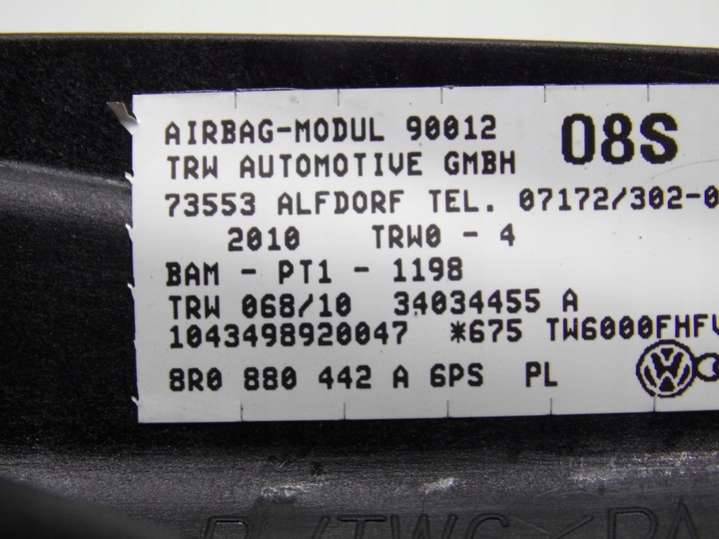 AIRBAG-MODUL 90012 08S
TRW AUTOMOTIVE GMBH
73553 ALFDORF TEL. 07172/302-0
2010 TRW0 - 4
BAM - PT1 - 1198
TRW 068/10 34034455 A
1043498920047 *675 TW6000FHFV
8R0 880 442 A 6PS PL